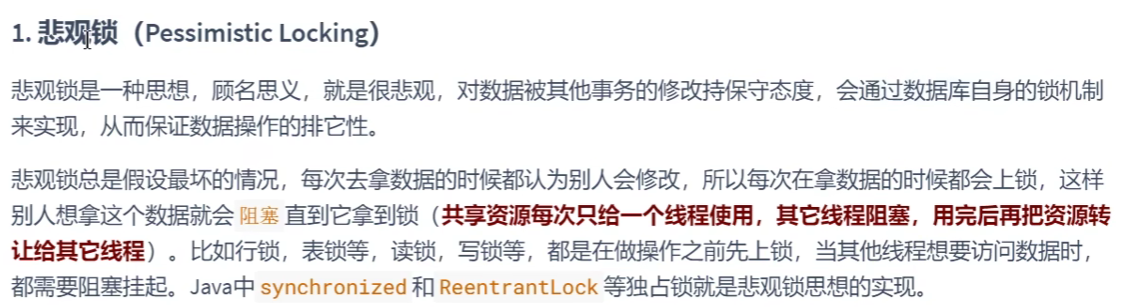 1. 悲观锁（Pessimistic Locking）
悲观锁是一种思想，顾名思义，就是很悲观，对数据被其他事务的修改持保守态度，会通过数据库自身的锁机制
来实现，从而保证数据操作的排它性。
悲观锁总是假设最坏的情况，每次去拿数据的时候都认为别人会修改，所以每次在拿数据的时候都会上锁，这样
别人想拿这个数据就会 阻塞 直到它拿到锁（共享资源每次只给一个线程使用，其它线程阻塞，用完后再把资源转
让给其它线程）。比如行锁，表锁等，读锁，写锁等，都是在做操作之前先上锁，当其他线程想要访问数据时，
都需要阻塞挂起。Java中 synchronized 和 ReentrantLock 等独占锁就是悲观锁思想的实现。